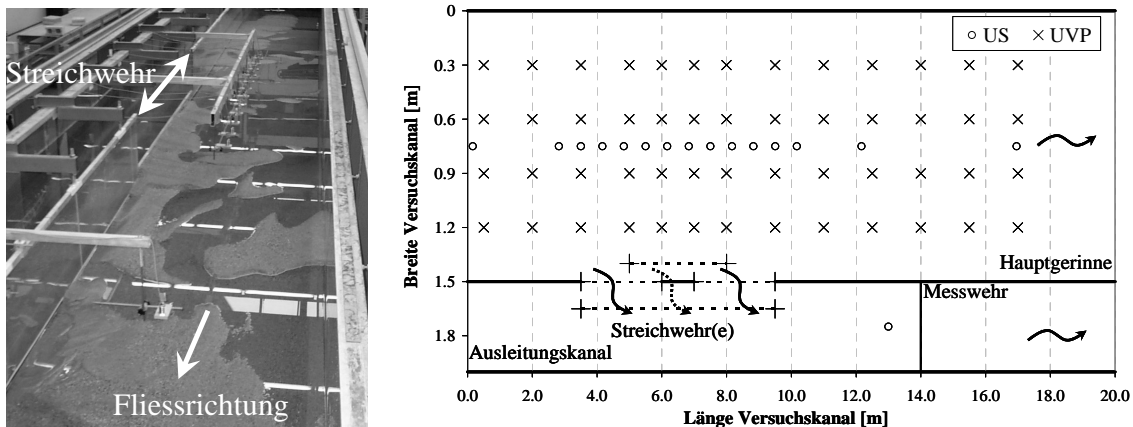 Streichwehr
Fliessrichtung
Breite Versuchskanal [m]
0
0.3
0.6
0.9
1.2
1.5
1.8
US
UVP
Hauptgerinne
Messwehr
Streichwehr(e)
Ausleitungskanal
0.0 2.0 4.0 6.0 8.0 10.0 12.0 14.0 16.0 18.0 20.0
Länge Versuchskanal [m]